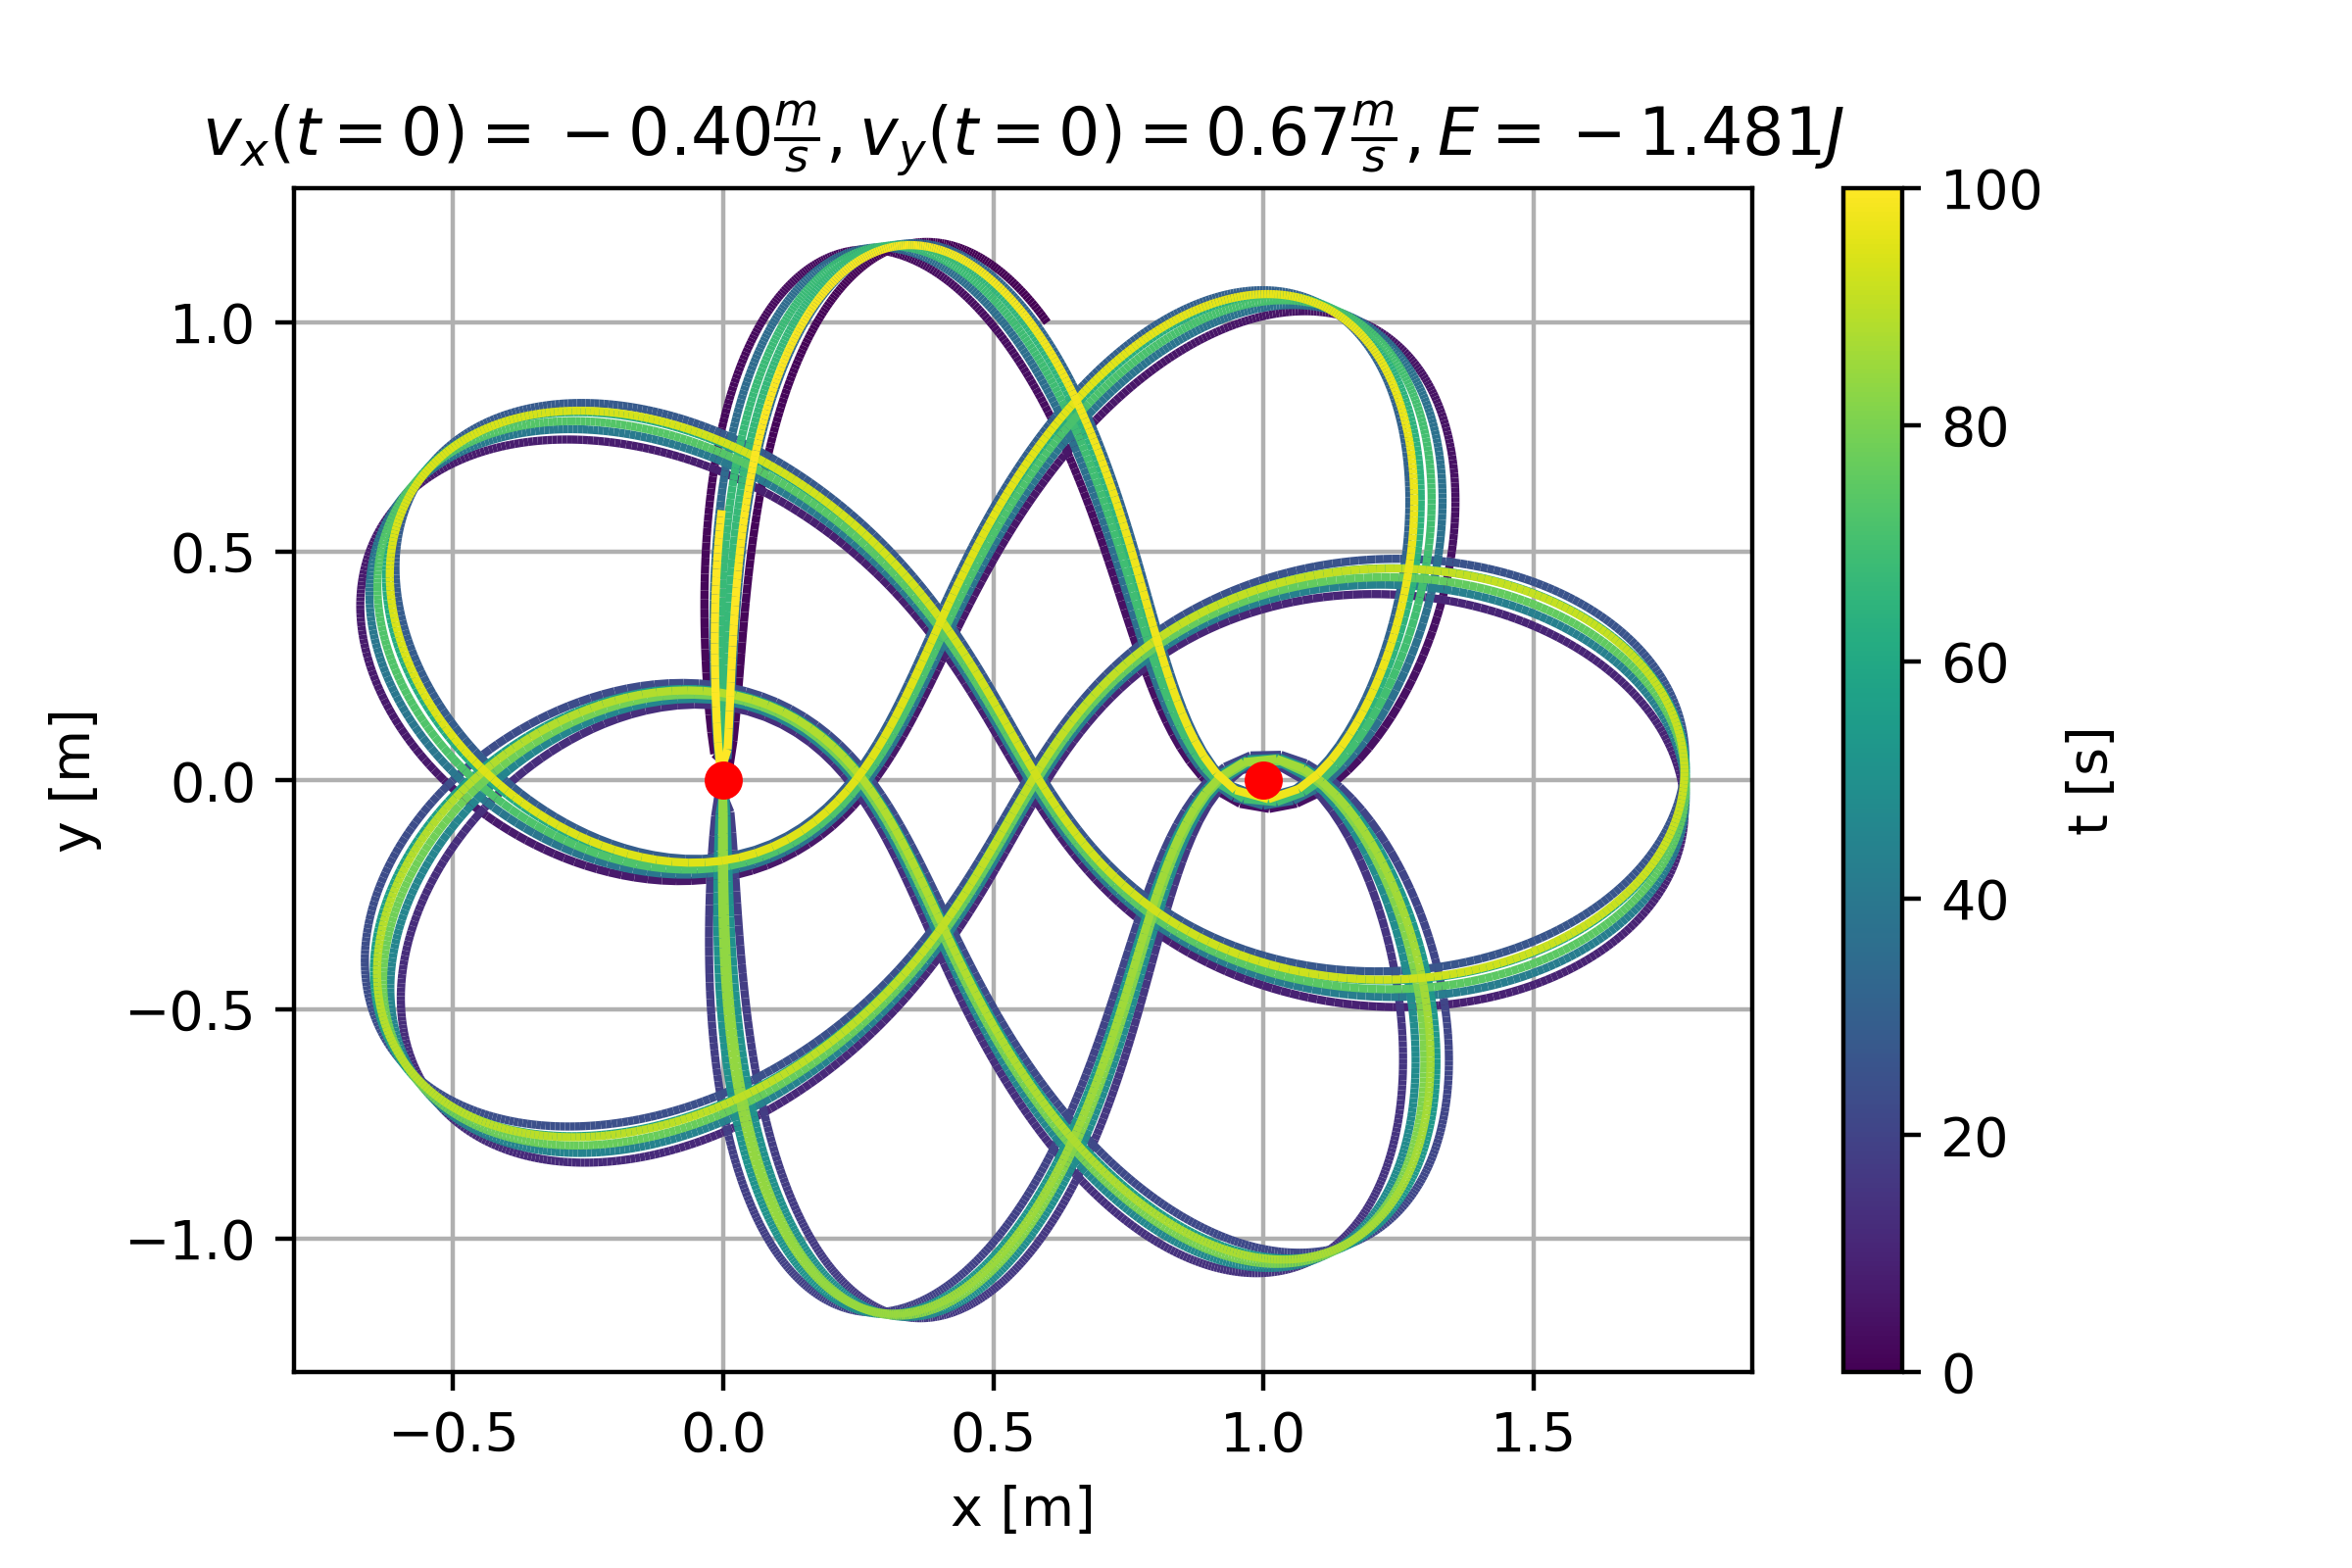 v_x(t = 0) = −0.40 m/s, v_y(t = 0) = 0.67 m/s, E = −1.481J
y [m]
1.0
0.5
0.0
−0.5
−1.0
−0.5 0.0 0.5 1.0 1.5
x [m]
100
80
60
40
20
0
t [s]